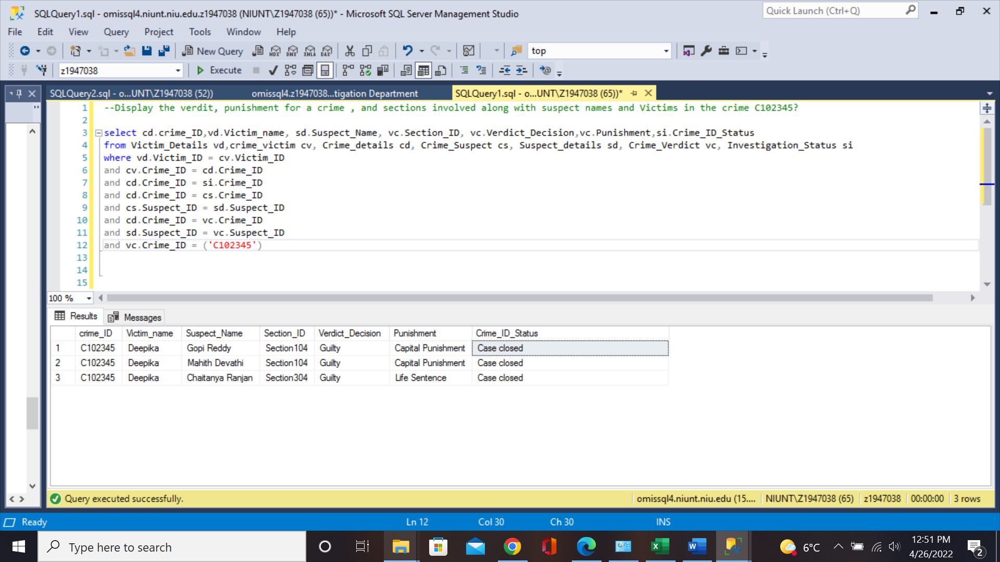 SQLQuery1.sql - omissql4.niunt.niu.edu.z1947038 (NIUNT\Z1947038 (65))* - Microsoft SQL Server Management Studio
Quick Launch (Ctrl+Q)
File Edit View Query Project Tools Window Help
New Query MDX DMX XMLA DAX top
z1947038 Execute
SQLQuery2.sql - o...UNT\Z1947038 (52)) omissql4.z1947038...tigation Department SQLQuery1.sql - o...UNT\Z1947038 (65))*
1 --Display the verdit, punishment for a crime , and sections involved along with suspect names and Victims in the crime C102345?
2
3 select cd.crime_ID,vd.Victim_name, sd.Suspect_Name, vc.Section_ID, vc.Verdict_Decision,vc.Punishment,si.Crime_ID_Status
4 from Victim_Details vd,crime_victim cv, Crime_details cd, Crime_Suspect cs, Suspect_details sd, Crime_Verdict vc, Investigation_Status si
5 where vd.Victim_ID = cv.Victim_ID
6 and cv.Crime_ID = cd.Crime_ID
7 and cd.Crime_ID = si.Crime_ID
8 and cd.Crime_ID = cs.Crime_ID
9 and cs.Suspect_ID = sd.Suspect_ID
10 and cd.Crime_ID = vc.Crime_ID
11 and sd.Suspect_ID = vc.Suspect_ID
12 and vc.Crime_ID = ('C102345')
13
14
15
100 %
Results Messages
crime_ID Victim_name Suspect_Name Section_ID Verdict_Decision Punishment Crime_ID_Status
1 C102345 Deepika Gopi Reddy Section104 Guilty Capital Punishment Case closed
2 C102345 Deepika Mahith Devathi Section104 Guilty Capital Punishment Case closed
3 C102345 Deepika Chaitanya Ranjan Section304 Guilty Life Sentence Case closed
Query executed successfully. omissql4.niunt.niu.edu (15.... NIUNT\Z1947038 (65) z1947038 00:00:00 3 rows
Ready Ln 12 Col 30 Ch 30 INS
Type here to search
6°C
12:51 PM
4/26/2022
2